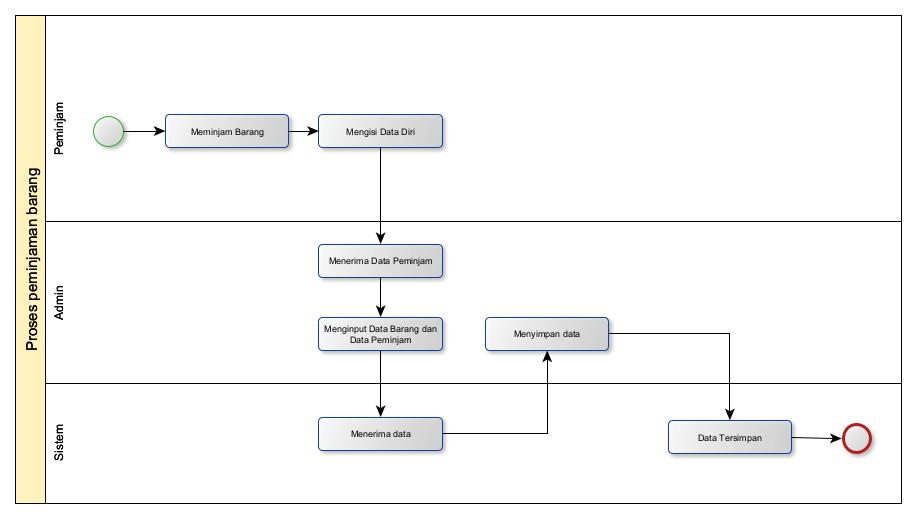 Proses peminjaman barang
Peminjam
Meminjam Barang
Mengisi Data Diri
Admin
Menerima Data Peminjam
Menginput Data Barang dan
Data Peminjam
Menyimpan data
Sistem
Menerima data
Data Tersimpan